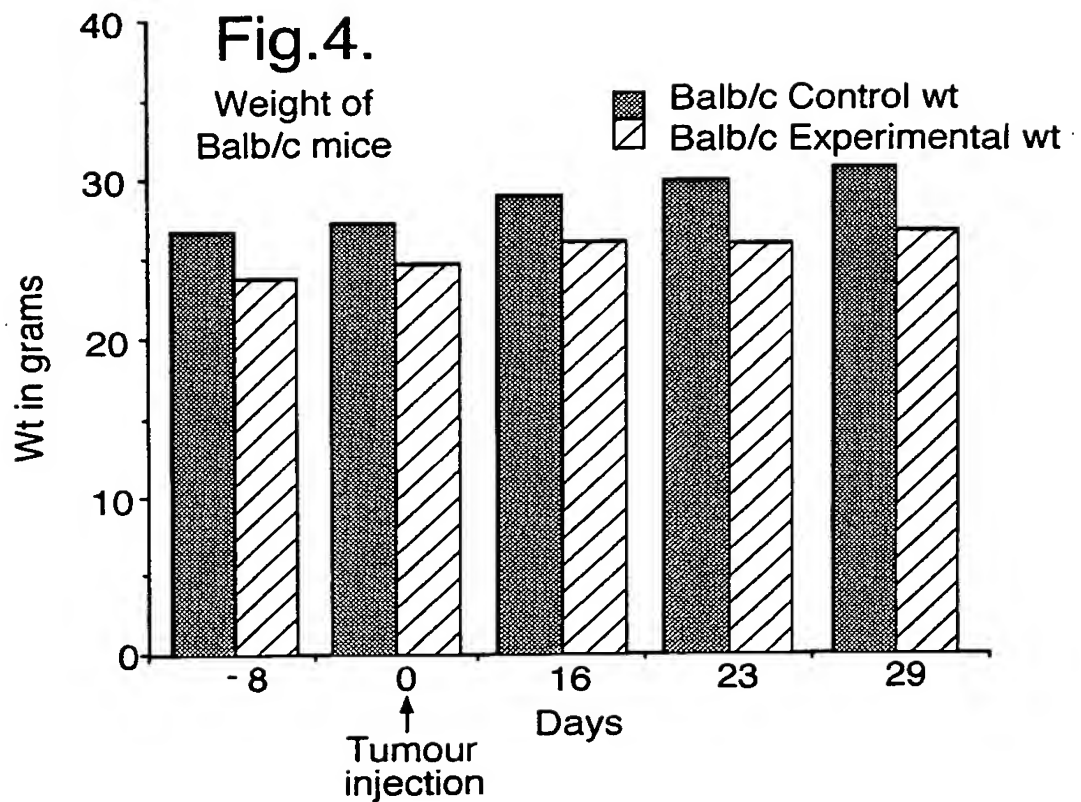 Fig.4.
Weight of
Balb/c mice
Balb/c Control wt
Balb/c Experimental wt
40
30
20
10
0
Wt in grams
-8 0 16 23 29
Days
Tumour
injection